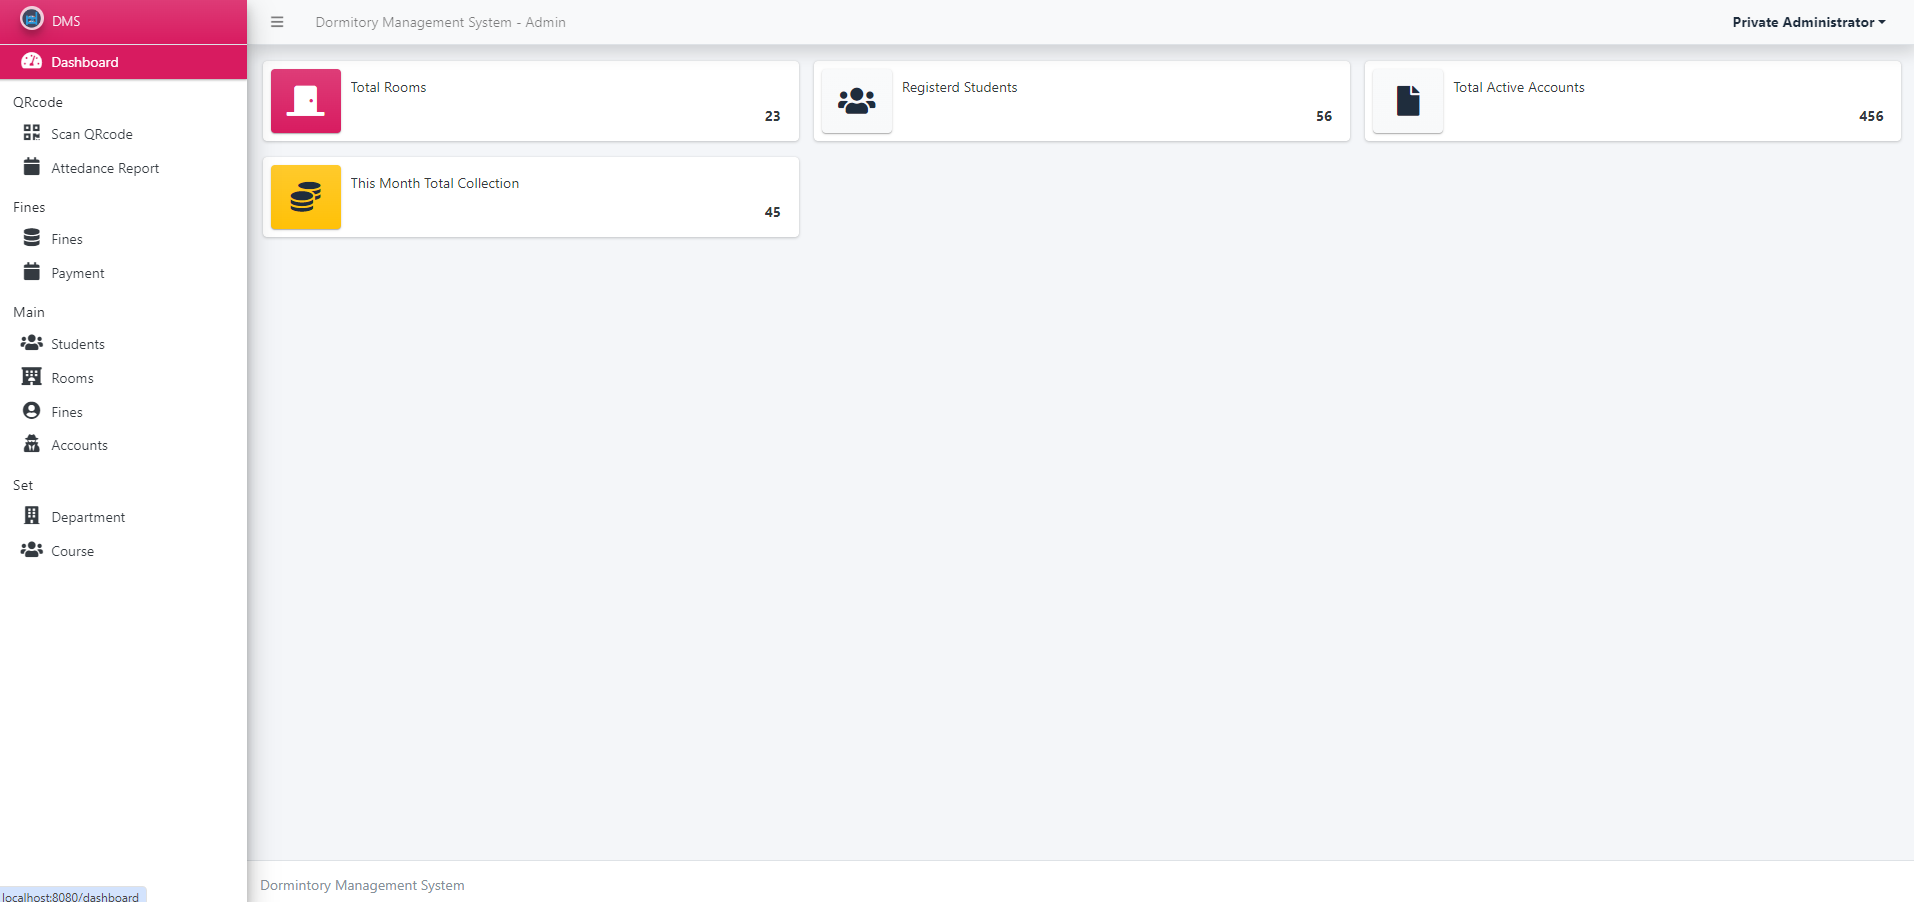 DMS
Dormitory Management System - Admin
Private Administrator
Dashboard
QRcode
Scan QRcode
Attedance Report
Fines
Fines
Payment
Main
Students
Rooms
Fines
Accounts
Set
Department
Course
Total Rooms
23
Registerd Students
56
Total Active Accounts
456
This Month Total Collection
45
Dormintory Management System
localhost:8080/dashboard